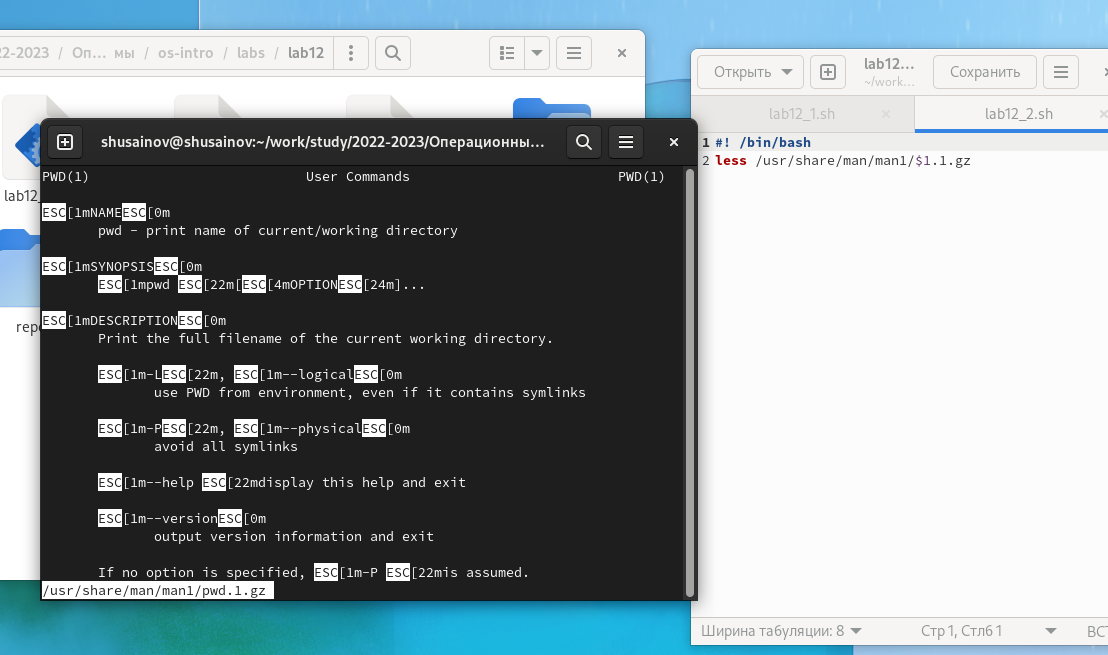 22-2023 / Оп… мы / os-intro / labs / lab12
lab12_
repo
shusainov@shusainov:~/work/study/2022-2023/Операционны…
PWD(1) User Commands PWD(1)
ESC[1mNAMEESC[0m
pwd - print name of current/working directory
ESC[1mSYNOPSISESC[0m
ESC[1mpwd ESC[22m[ESC[4mOPTIONESC[24m]...
ESC[1mDESCRIPTIONESC[0m
Print the full filename of the current working directory.
ESC[1m-LESC[22m, ESC[1m--logicalESC[0m
use PWD from environment, even if it contains symlinks
ESC[1m-PESC[22m, ESC[1m--physicalESC[0m
avoid all symlinks
ESC[1m--help ESC[22mdisplay this help and exit
ESC[1m--versionESC[0m
output version information and exit
If no option is specified, ESC[1m-P ESC[22mis assumed.
/usr/share/man/man1/pwd.1.gz
Открыть
lab12…
~/work…
Сохранить
lab12_1.sh
lab12_2.sh
1 #! /bin/bash
2 less /usr/share/man/man1/$1.1.gz
Ширина табуляции: 8
Стр 1, Стлб 1
ВСТ